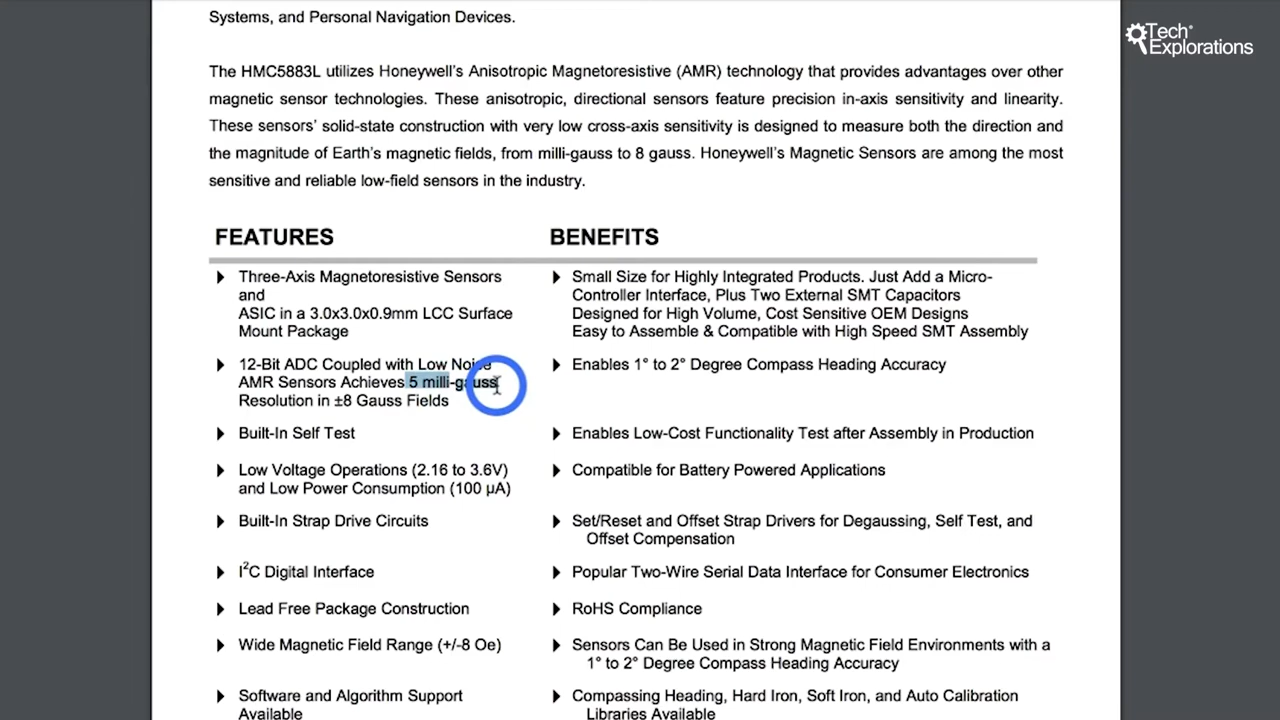 Systems, and Personal Navigation Devices.
Tech
Explorations
The HMC5883L utilizes Honeywell's Anisotropic Magnetoresistive (AMR) technology that provides advantages over other
magnetic sensor technologies. These anisotropic, directional sensors feature precision in-axis sensitivity and linearity.
These sensors' solid-state construction with very low cross-axis sensitivity is designed to measure both the direction and
the magnitude of Earth's magnetic fields, from milli-gauss to 8 gauss. Honeywell's Magnetic Sensors are among the most
sensitive and reliable low-field sensors in the industry.
FEATURES
BENEFITS
Three-Axis Magnetoresistive Sensors
and
ASIC in a 3.0x3.0x0.9mm LCC Surface
Mount Package
Small Size for Highly Integrated Products. Just Add a Micro-
Controller Interface, Plus Two External SMT Capacitors
Designed for High Volume, Cost Sensitive OEM Designs
Easy to Assemble & Compatible with High Speed SMT Assembly
12-Bit ADC Coupled with Low Noise
AMR Sensors Achieves 5 milli-gauss
Resolution in ±8 Gauss Fields
Enables 1° to 2° Degree Compass Heading Accuracy
Built-In Self Test
Enables Low-Cost Functionality Test after Assembly in Production
Low Voltage Operations (2.16 to 3.6V)
and Low Power Consumption (100 μA)
Compatible for Battery Powered Applications
Built-In Strap Drive Circuits
Set/Reset and Offset Strap Drivers for Degaussing, Self Test, and
Offset Compensation
I²C Digital Interface
Popular Two-Wire Serial Data Interface for Consumer Electronics
Lead Free Package Construction
RoHS Compliance
Wide Magnetic Field Range (+/-8 Oe)
Sensors Can Be Used in Strong Magnetic Field Environments with a
1° to 2° Degree Compass Heading Accuracy
Software and Algorithm Support
Available
Compassing Heading, Hard Iron, Soft Iron, and Auto Calibration
Libraries Available